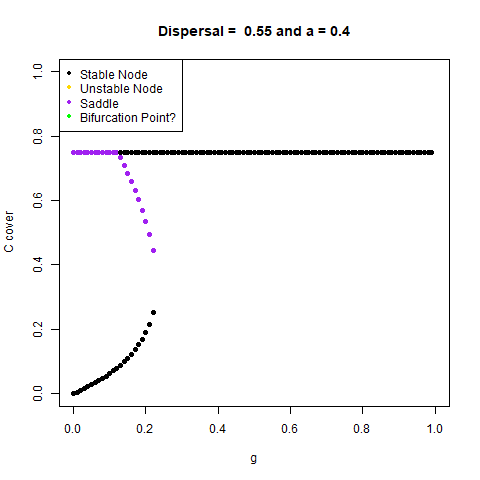 Dispersal =  0.55 and a = 0.4
Stable Node
Unstable Node
Saddle
Bifurcation Point?
C cover
1.0
0.8
0.6
0.4
0.2
0.0
0.0 0.2 0.4 0.6 0.8 1.0
g